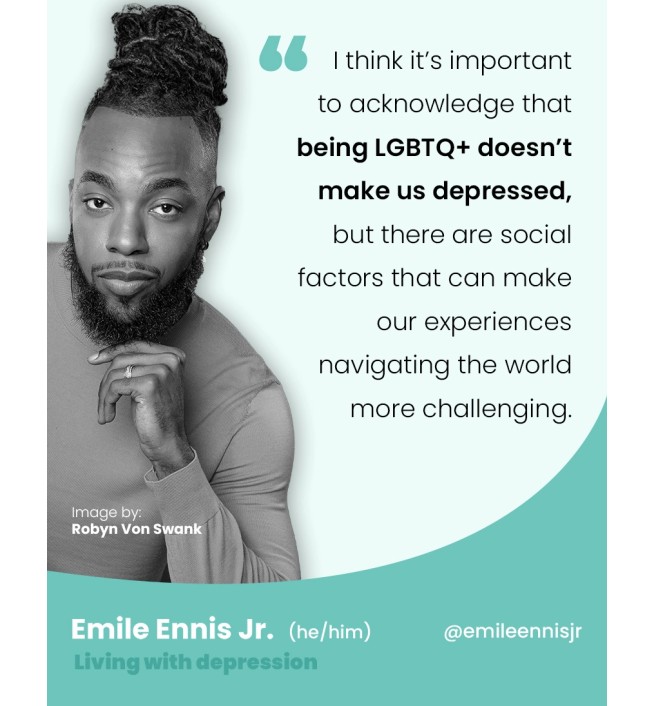 “ I think it’s important
to acknowledge that
being LGBTQ+ doesn’t
make us depressed,
but there are social
factors that can make
our experiences
navigating the world
more challenging.
Image by:
Robyn Von Swank
Emile Ennis Jr. (he/him) @emileennisjr
Living with depression